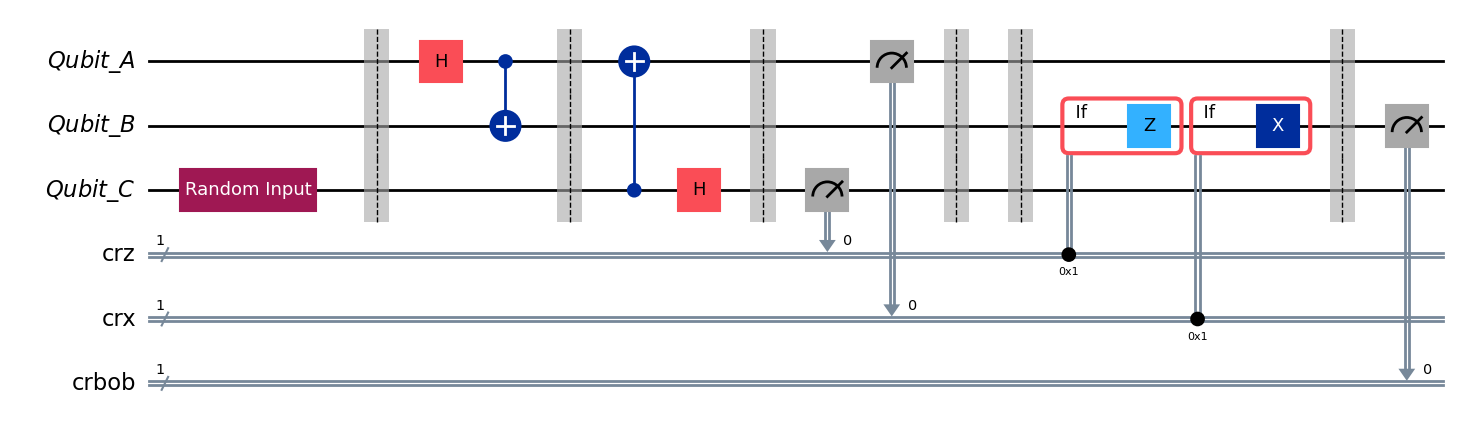 Qubit_A
H
If
If
Qubit_B
Z
X
Qubit_C
Random Input
H
1
0
crz
0x1
1
0
crx
0x1
1
0
crbob